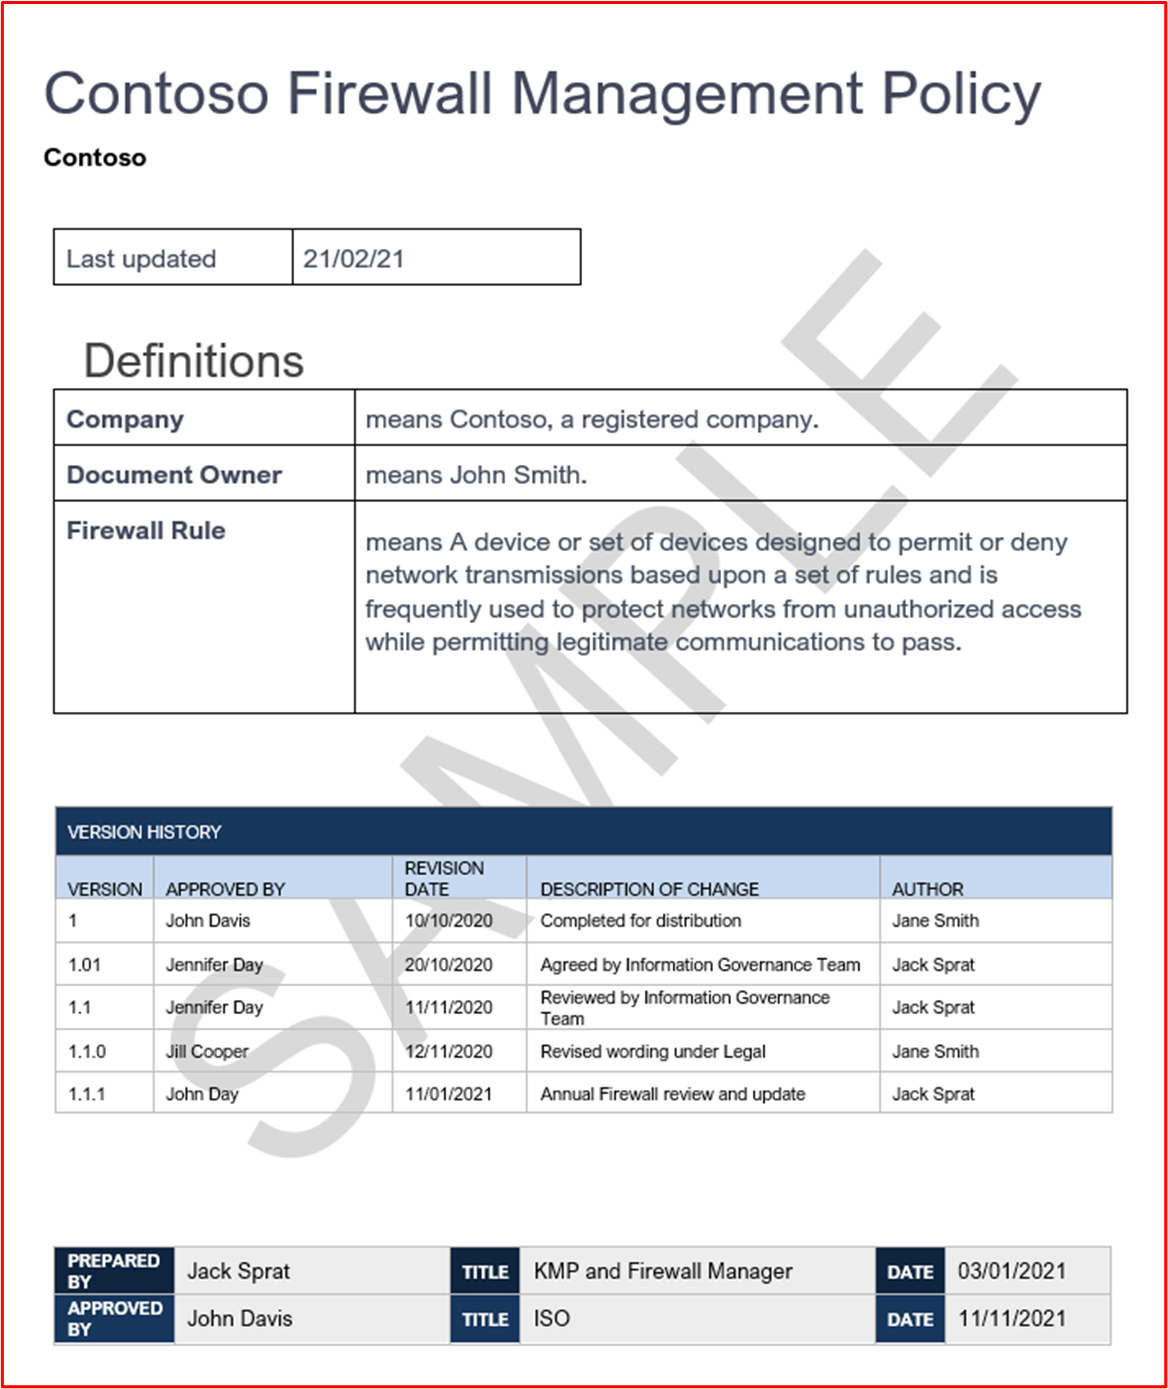 Contoso Firewall Management Policy
Contoso
Last updated 21/02/21
Definitions
Company means Contoso, a registered company.
Document Owner means John Smith.
Firewall Rule
means A device or set of devices designed to permit or deny
network transmissions based upon a set of rules and is
frequently used to protect networks from unauthorized access
while permitting legitimate communications to pass.
SAMPLE
VERSION HISTORY
VERSION APPROVED BY REVISION DATE DESCRIPTION OF CHANGE AUTHOR
1 John Davis 10/10/2020 Completed for distribution Jane Smith
1.01 Jennifer Day 20/10/2020 Agreed by Information Governance Team Jack Sprat
1.1 Jennifer Day 11/11/2020 Reviewed by Information Governance Team Jack Sprat
1.1.0 Jill Cooper 12/11/2020 Revised wording under Legal Jane Smith
1.1.1 John Day 11/01/2021 Annual Firewall review and update Jack Sprat
PREPARED BY Jack Sprat TITLE KMP and Firewall Manager DATE 03/01/2021
APPROVED BY John Davis TITLE ISO DATE 11/11/2021